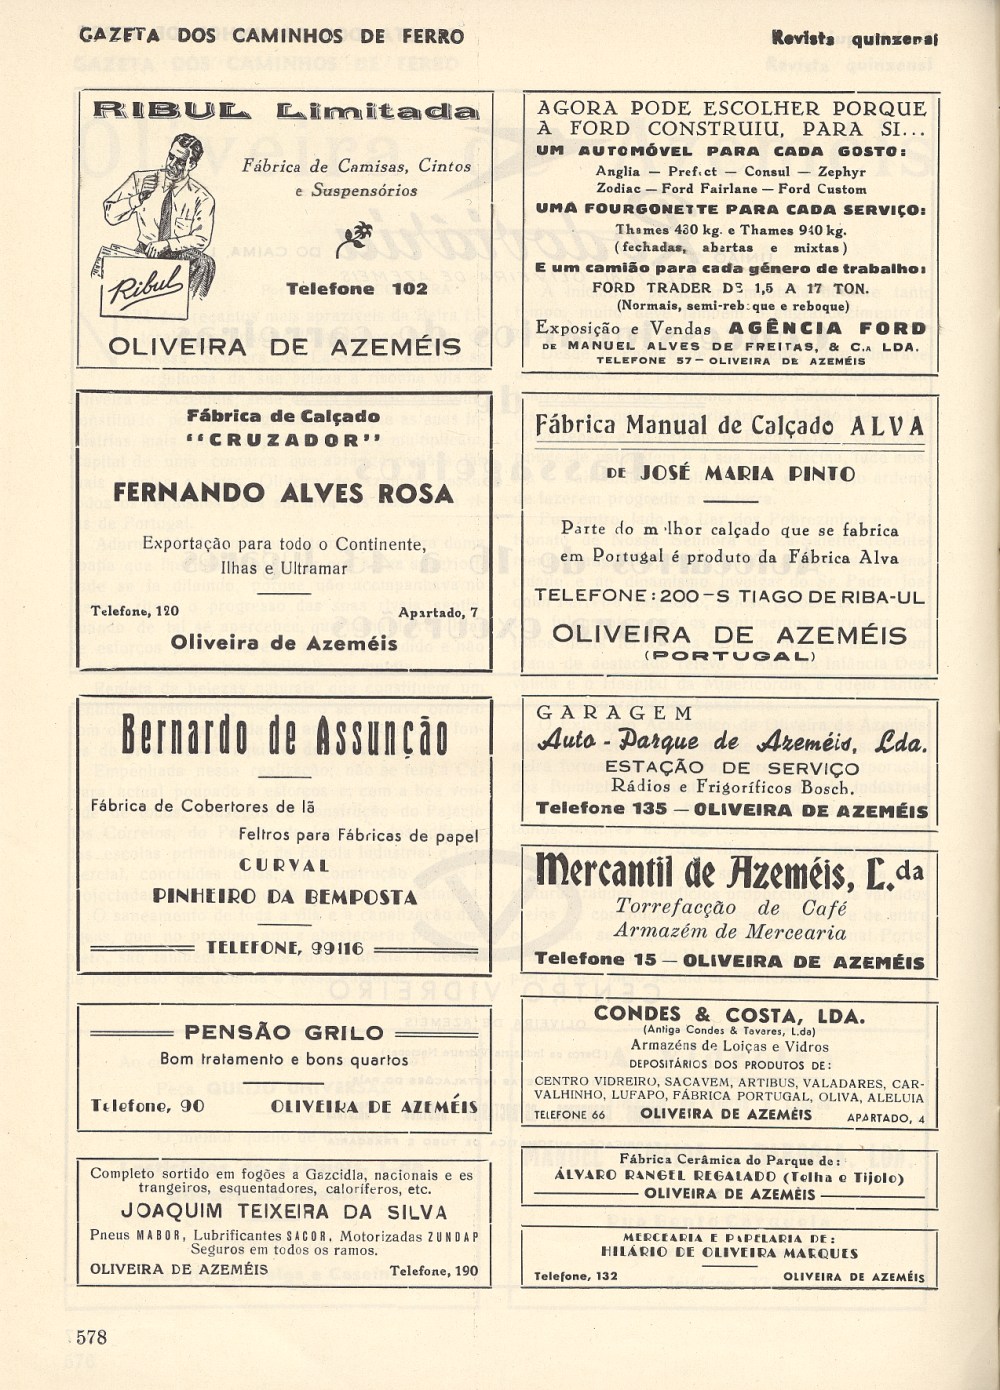 GAZETA DOS CAMINHOS DE FERRO
Revista quinzenal
RIBUL Limitada
Fábrica de Camisas, Cintos
e Suspensórios
Ribul
Telefone 102
OLIVEIRA DE AZEMÉIS
AGORA PODE ESCOLHER PORQUE
A FORD CONSTRUIU, PARA SI...
UM AUTOMÓVEL PARA CADA GOSTO:
Anglia — Prefect — Consul — Zephyr
Zodiac — Ford Fairlane — Ford Custom
UMA FOURGONETTE PARA CADA SERVIÇO:
Thames 430 kg. e Thames 940 kg.
(fechadas, abertas e mixtas)
E um camião para cada género de trabalho:
FORD TRADER DE 1,5 A 17 TON.
(Normais, semi-reboque e reboque)
Exposição e Vendas AGÊNCIA FORD
DE MANUEL ALVES DE FREITAS, & C.A LDA.
TELEFONE 57 — OLIVEIRA DE AZEMÉIS
Fábrica de Calçado
"CRUZADOR"
FERNANDO ALVES ROSA
Exportação para todo o Continente,
Ilhas e Ultramar
Telefone, 120 Apartado, 7
Oliveira de Azeméis
Fábrica Manual de Calçado ALVA
DE JOSÉ MARIA PINTO
Parte do m lhor calçado que se fabrica
em Portugal é produto da Fábrica Alva
TELEFONE: 200-S TIAGO DE RIBA-UL
OLIVEIRA DE AZEMÉIS
(PORTUGAL)
Bernardo de Assunção
Fábrica de Cobertores de lã
Feltros para Fábricas de papel
CURVAL
PINHEIRO DA BEMPOSTA
TELEFONE, 99116
GARAGEM
Auto - Parque de Azeméis, Lda.
ESTAÇÃO DE SERVIÇO
Rádios e Frigoríficos Bosch.
Telefone 135 — OLIVEIRA DE AZEMÉIS
Mercantil de Azeméis, L.da
Torrefacção de Café
Armazém de Mercearia
Telefone 15 — OLIVEIRA DE AZEMÉIS
PENSÃO GRILO
Bom tratamento e bons quartos
Telefone, 90 OLIVEIRA DE AZEMÉIS
CONDES & COSTA, LDA.
(Antiga Condes & Tavares, L.da)
Armazéns de Loiças e Vidros
DEPOSITÁRIOS DOS PRODUTOS DE:
CENTRO VIDREIRO, SACAVEM, ARTIBUS, VALADARES, CAR-
VALHINHO, LUFAPO, FÁBRICA PORTUGAL, OLIVA, ALELUIA
TELEFONE 66 OLIVEIRA DE AZEMÉIS APARTADO, 4
Completo sortido em fogões a Gazcidla, nacionais e es
trangeiros, esquentadores, caloríferos, etc.
JOAQUIM TEIXEIRA DA SILVA
Pneus MABOR, Lubrificantes SACOR, Motorizadas ZUNDAP
Seguros em todos os ramos.
OLIVEIRA DE AZEMÉIS Telefone, 190
Fábrica Cerâmica do Parque de:
ÁLVARO RANGEL REGALADO (Telha e Tijolo)
OLIVEIRA DE AZEMÉIS
MERCEARIA E PAPELARIA DE:
HILÁRIO DE OLIVEIRA MARQUES
Telefone, 132 OLIVEIRA DE AZEMÉIS
578